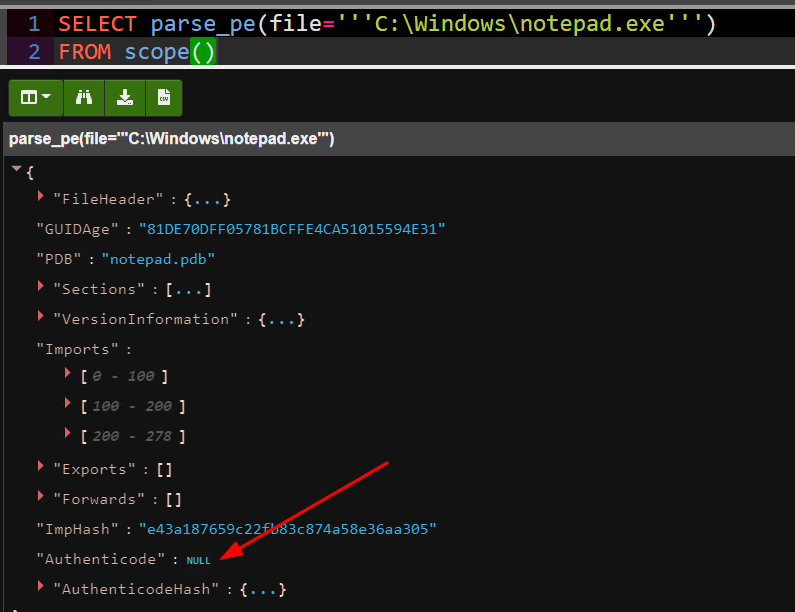 1 SELECT parse_pe(file='''C:\Windows\notepad.exe''')
2 FROM scope()
CSV
parse_pe(file='''C:\Windows\notepad.exe''')
{
"FileHeader" : {...}
"GUIDAge" : "81DE70DFF05781BCFFE4CA51015594E31"
"PDB" : "notepad.pdb"
"Sections" : [...]
"VersionInformation" : {...}
"Imports" :
[ 0 - 100 ]
[ 100 - 200 ]
[ 200 - 278 ]
"Exports" : []
"Forwards" : []
"ImpHash" : "e43a187659c22fb83c874a58e36aa305"
"Authenticode" : NULL
"AuthenticodeHash" : {...}